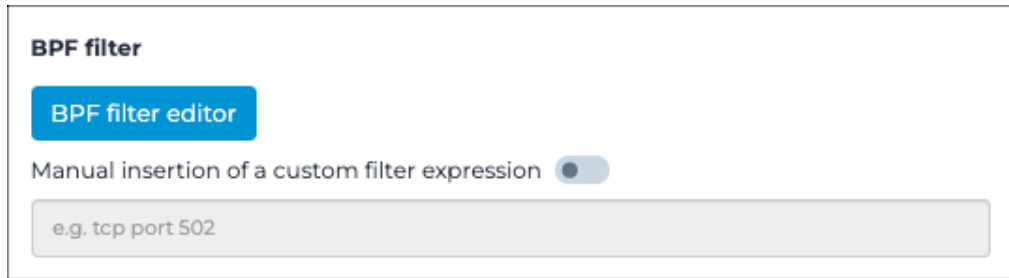 BPF filter
BPF filter editor
Manual insertion of a custom filter expression
e.g. tcp port 502